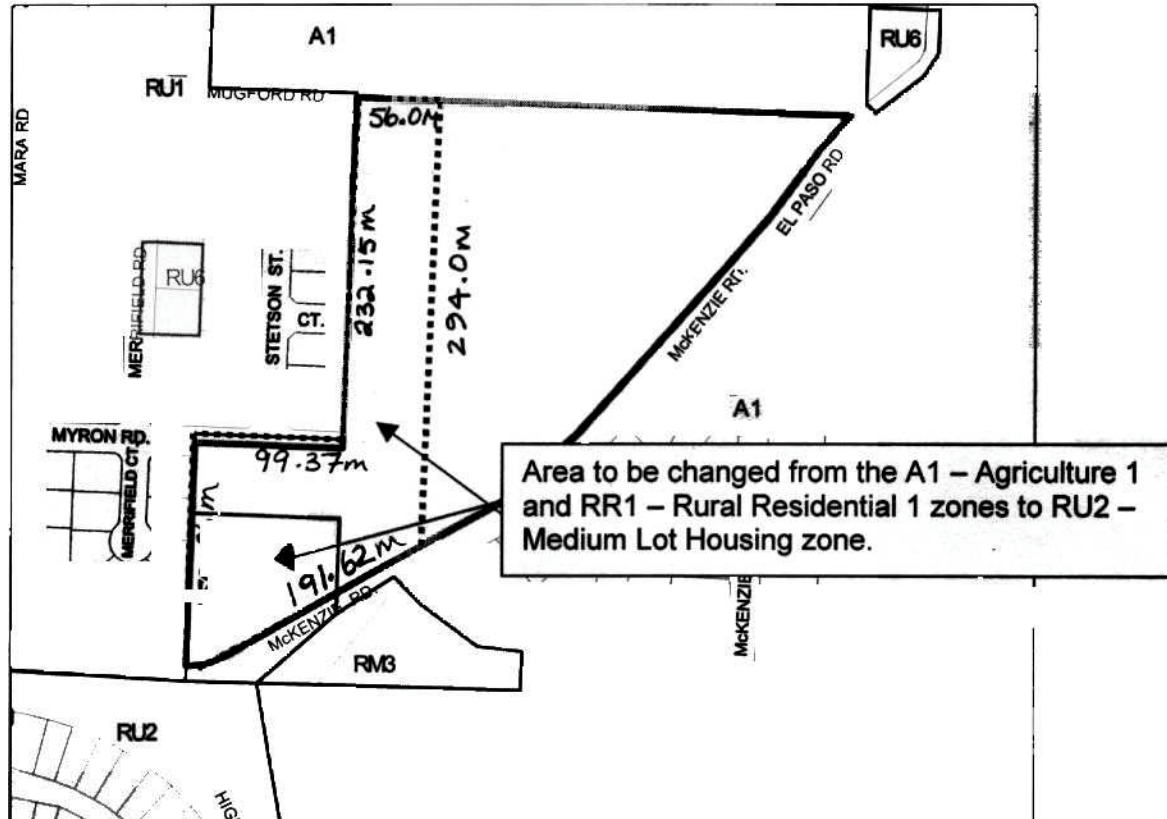 A1
RU6
RU1
MUGFORD RD
MARA RD
56.0M
EL PASO RD
232.15m
294.0M
MERRIFIELD RD
RU6
STETSON ST.
CT.
McKENZIE RD.
A1
MYRON RD.
99.37m
MERRIFIELD CT.
Area to be changed from the A1 – Agriculture 1
and RR1 – Rural Residential 1 zones to RU2 –
Medium Lot Housing zone.
m
191.62m
McKENZIE RD.
McKENZIE
RM3
RU2